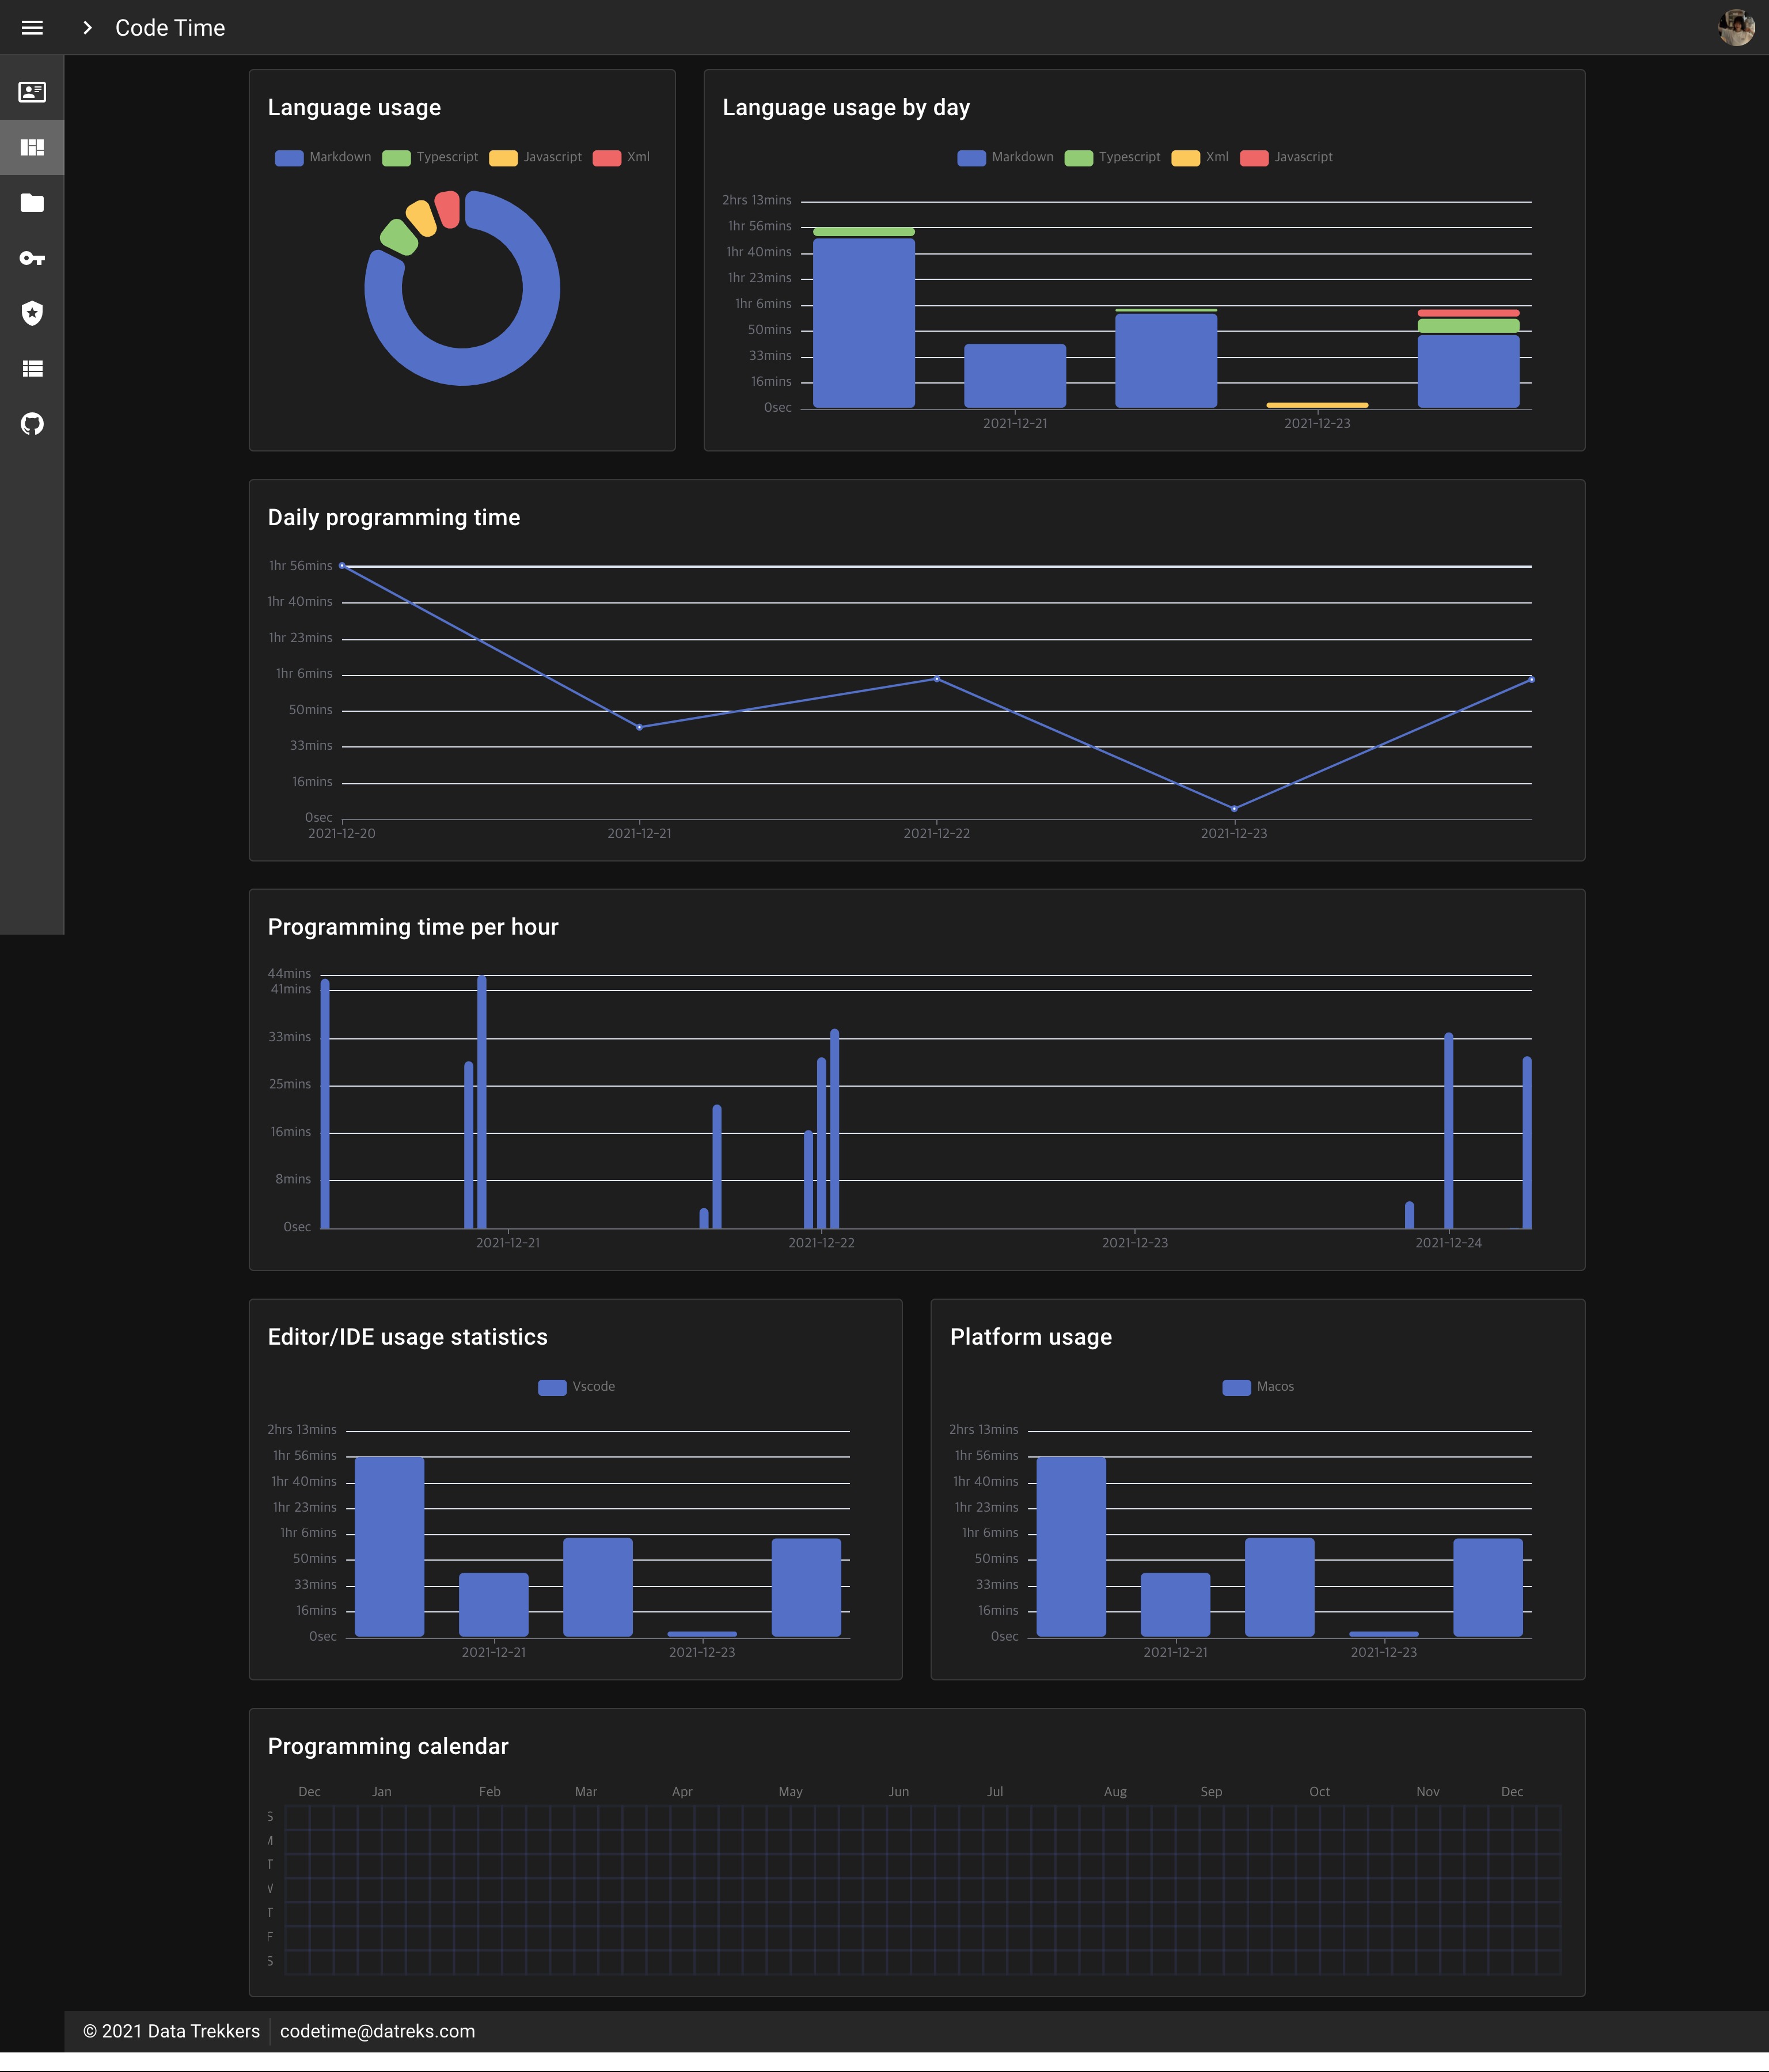 Code Time
Language usage
Markdown Typescript Javascript Xml
Language usage by day
Markdown Typescript Xml Javascript
2hrs 13mins
1hr 56mins
1hr 40mins
1hr 23mins
1hr 6mins
50mins
33mins
16mins
0sec
2021-12-21 2021-12-23
Daily programming time
1hr 56mins
1hr 40mins
1hr 23mins
1hr 6mins
50mins
33mins
16mins
0sec
2021-12-20 2021-12-21 2021-12-22 2021-12-23
Programming time per hour
44mins
41mins
33mins
25mins
16mins
8mins
0sec
2021-12-21 2021-12-22 2021-12-23 2021-12-24
Editor/IDE usage statistics
Vscode
2hrs 13mins
1hr 56mins
1hr 40mins
1hr 23mins
1hr 6mins
50mins
33mins
16mins
0sec
2021-12-21 2021-12-23
Platform usage
Macos
2hrs 13mins
1hr 56mins
1hr 40mins
1hr 23mins
1hr 6mins
50mins
33mins
16mins
0sec
2021-12-21 2021-12-23
Programming calendar
Dec Jan Feb Mar Apr May Jun Jul Aug Sep Oct Nov Dec
S
M
T
W
T
F
S
© 2021 Data Trekkers codetime@datreks.com